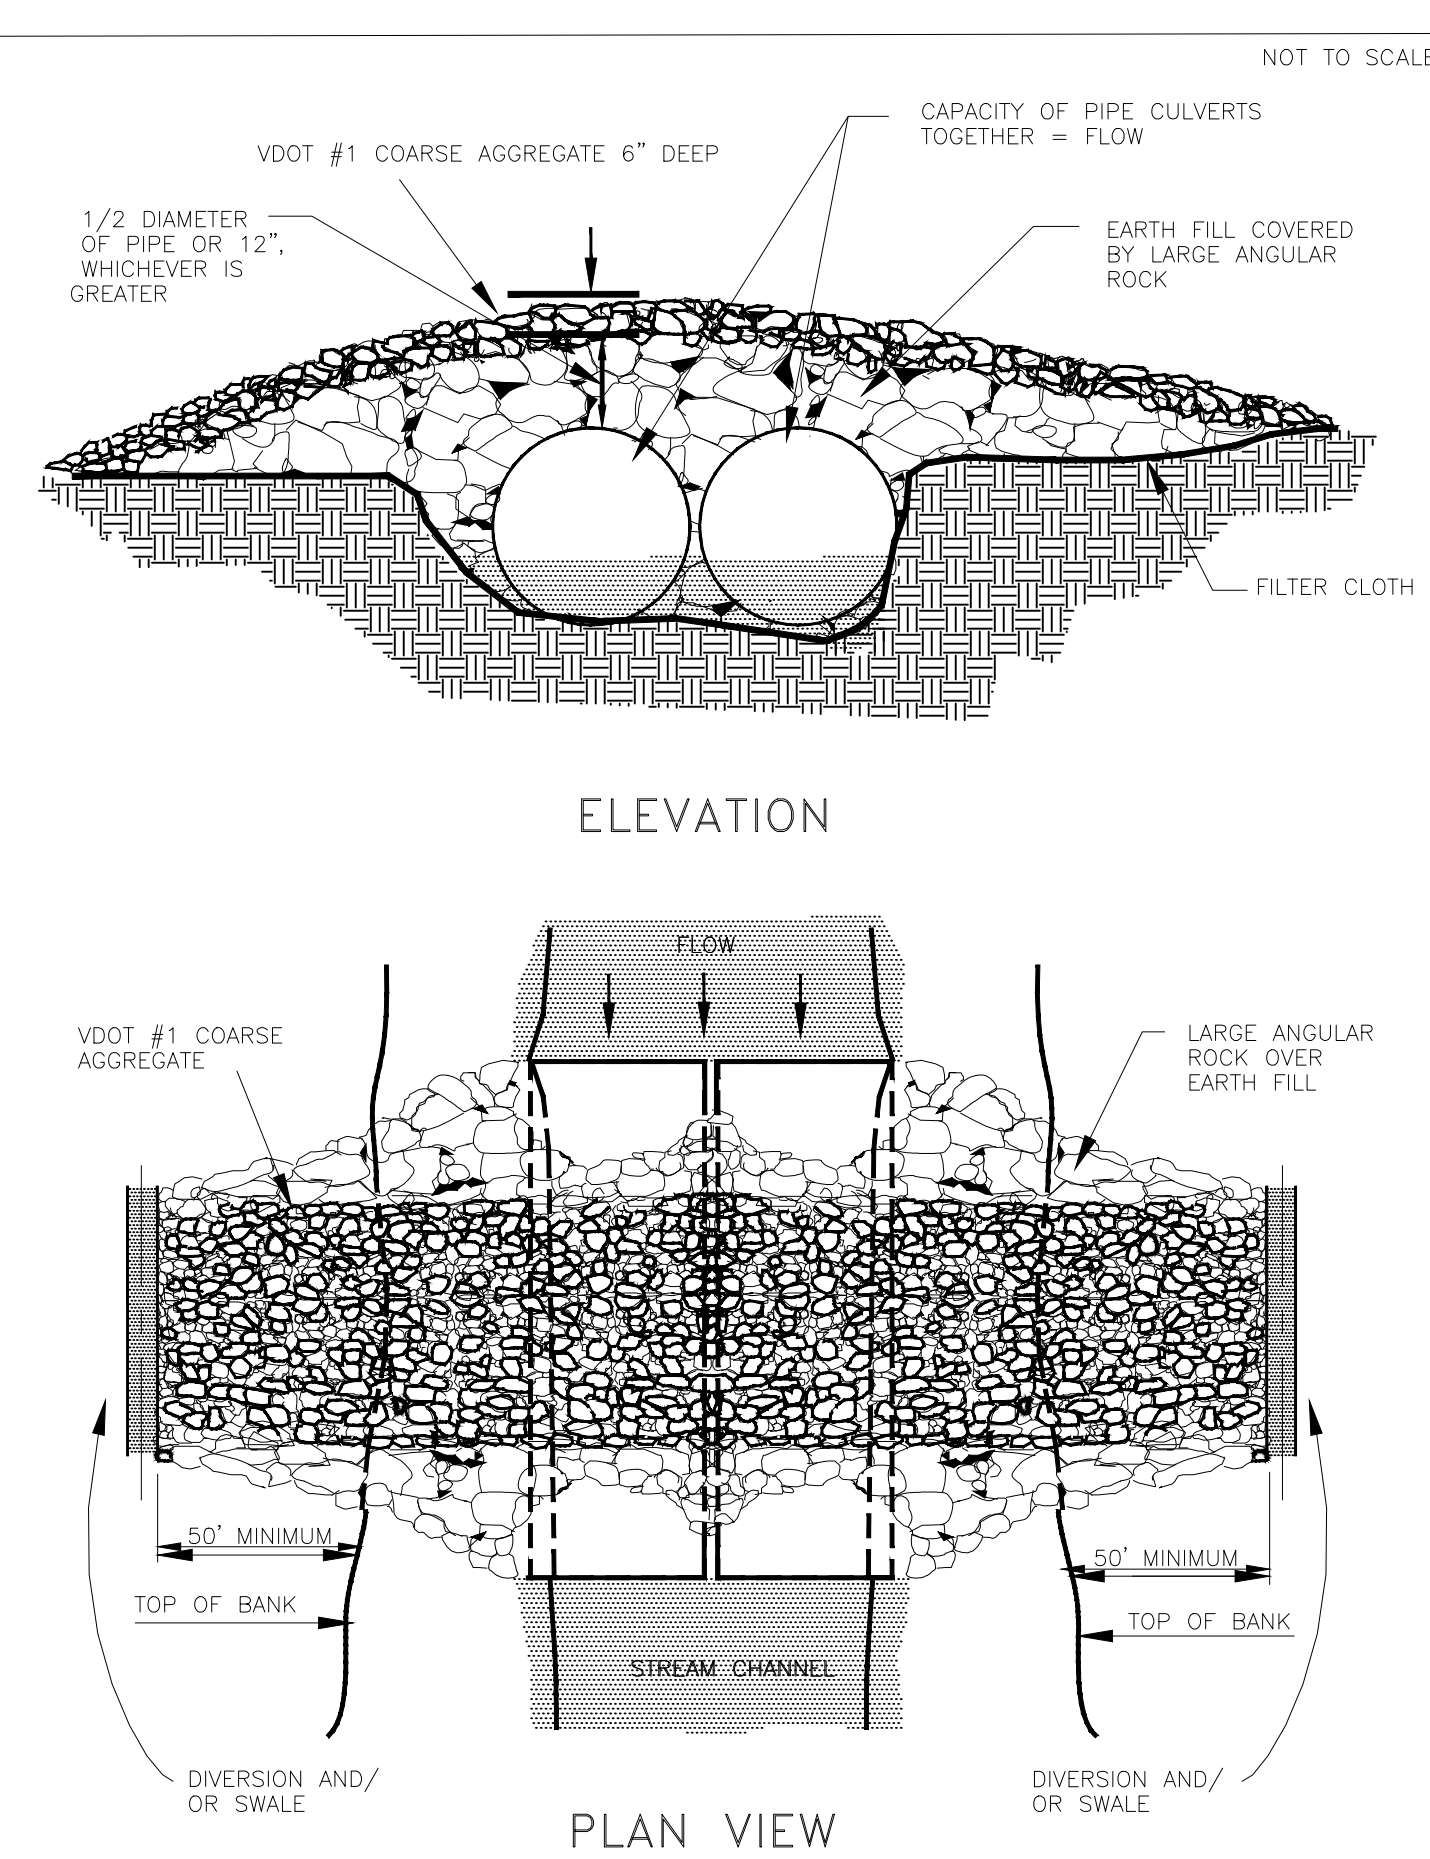 NOT TO SCALE
CAPACITY OF PIPE CULVERTS
TOGETHER = FLOW
VDOT #1 COARSE AGGREGATE 6" DEEP
1/2 DIAMETER
OF PIPE OR 12",
WHICHEVER IS
GREATER
EARTH FILL COVERED
BY LARGE ANGULAR
ROCK
FILTER CLOTH
ELEVATION
FLOW
VDOT #1 COARSE
AGGREGATE
LARGE ANGULAR
ROCK OVER
EARTH FILL
50' MINIMUM
50' MINIMUM
TOP OF BANK
TOP OF BANK
STREAM CHANNEL
DIVERSION AND/
OR SWALE
DIVERSION AND/
OR SWALE
PLAN VIEW